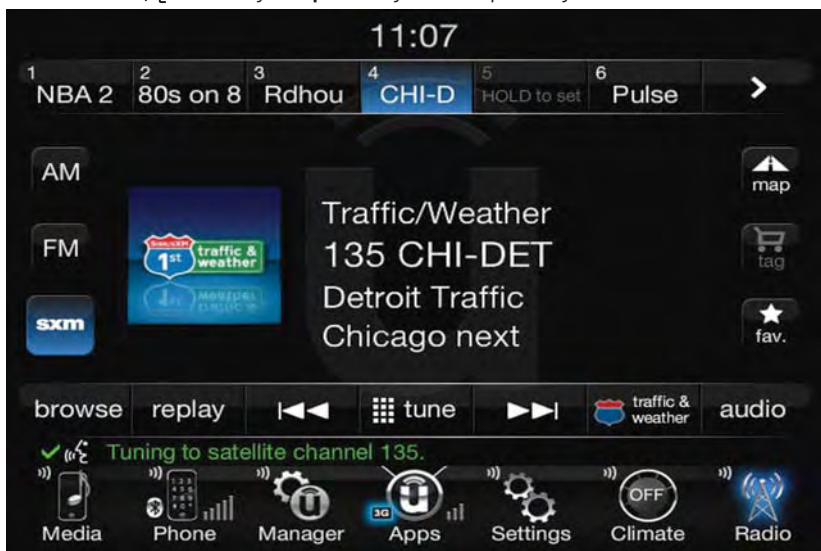 11:07
1 NBA 2
2 80s on 8
3 Rdhou
4 CHI-D
5 HOLD to set
6 Pulse
AM
FM
sxm
SiriusXM
1st traffic & weather
Traffic/Weather
135 CHI-DET
Detroit Traffic
Chicago next
map
tag
fav.
browse replay tune traffic & weather audio
Tuning to satellite channel 135.
3G
OFF
Media Phone Manager Apps Settings Climate Radio